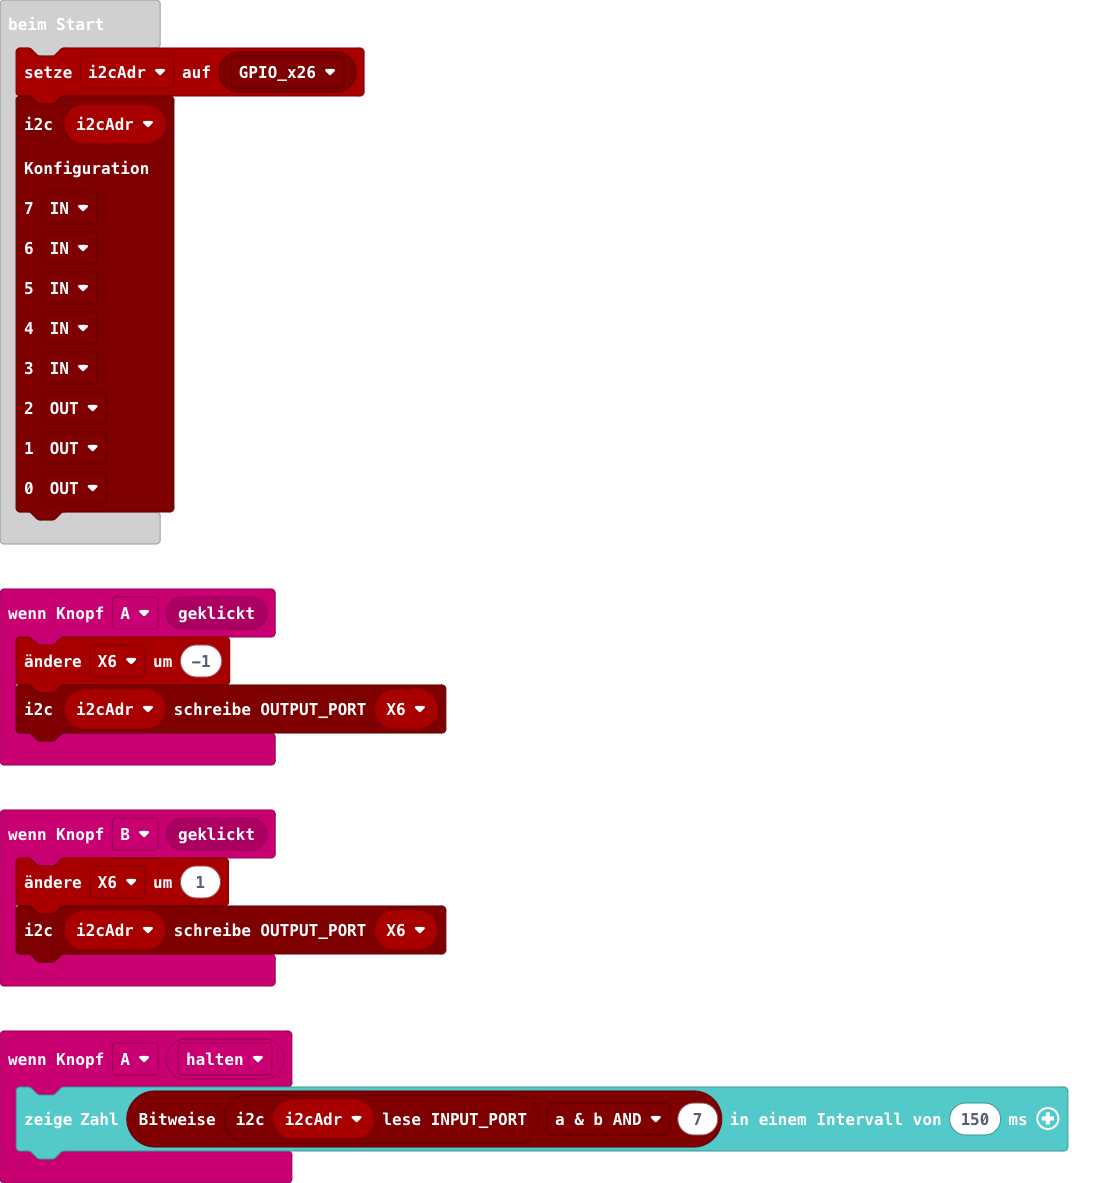 beim Start
setze i2cAdr auf GPIO_x26
i2c i2cAdr
Konfiguration
7 IN
6 IN
5 IN
4 IN
3 IN
2 OUT
1 OUT
0 OUT
wenn Knopf A geklickt
ändere X6 um −1
i2c i2cAdr schreibe OUTPUT_PORT X6
wenn Knopf B geklickt
ändere X6 um 1
i2c i2cAdr schreibe OUTPUT_PORT X6
wenn Knopf A halten
zeige Zahl Bitweise i2c i2cAdr lese INPUT_PORT a & b AND 7 in einem Intervall von 150 ms